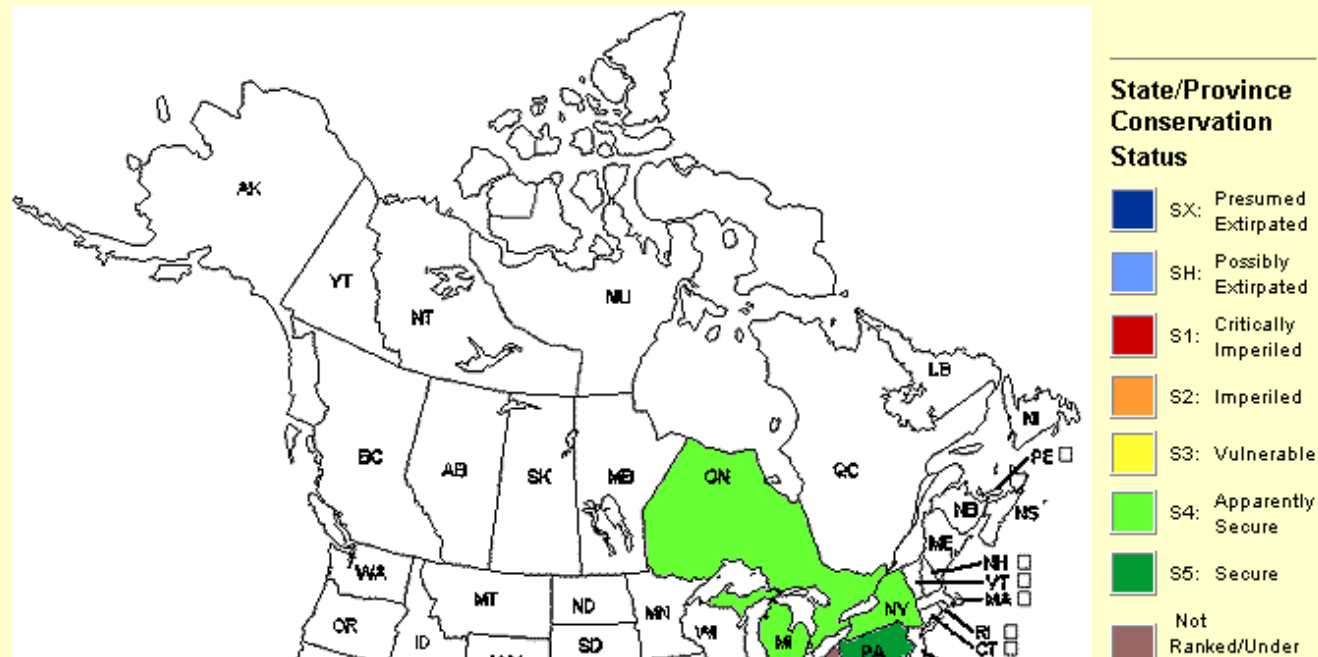 State/Province
Conservation
Status
SX: Presumed
Extirpated
SH: Possibly
Extirpated
S1: Critically
Imperiled
S2: Imperiled
S3: Vulnerable
S4: Apparently
Secure
S5: Secure
Not
Ranked/Under
AK
YT
NT
NU
LB
NI
PE
BC
AB
SK
MB
ON
QC
NB
NS
ME
NH
VT
MA
RI
CT
WA
MT
ND
MN
NY
OR
ID
SD
WI
MI
PA